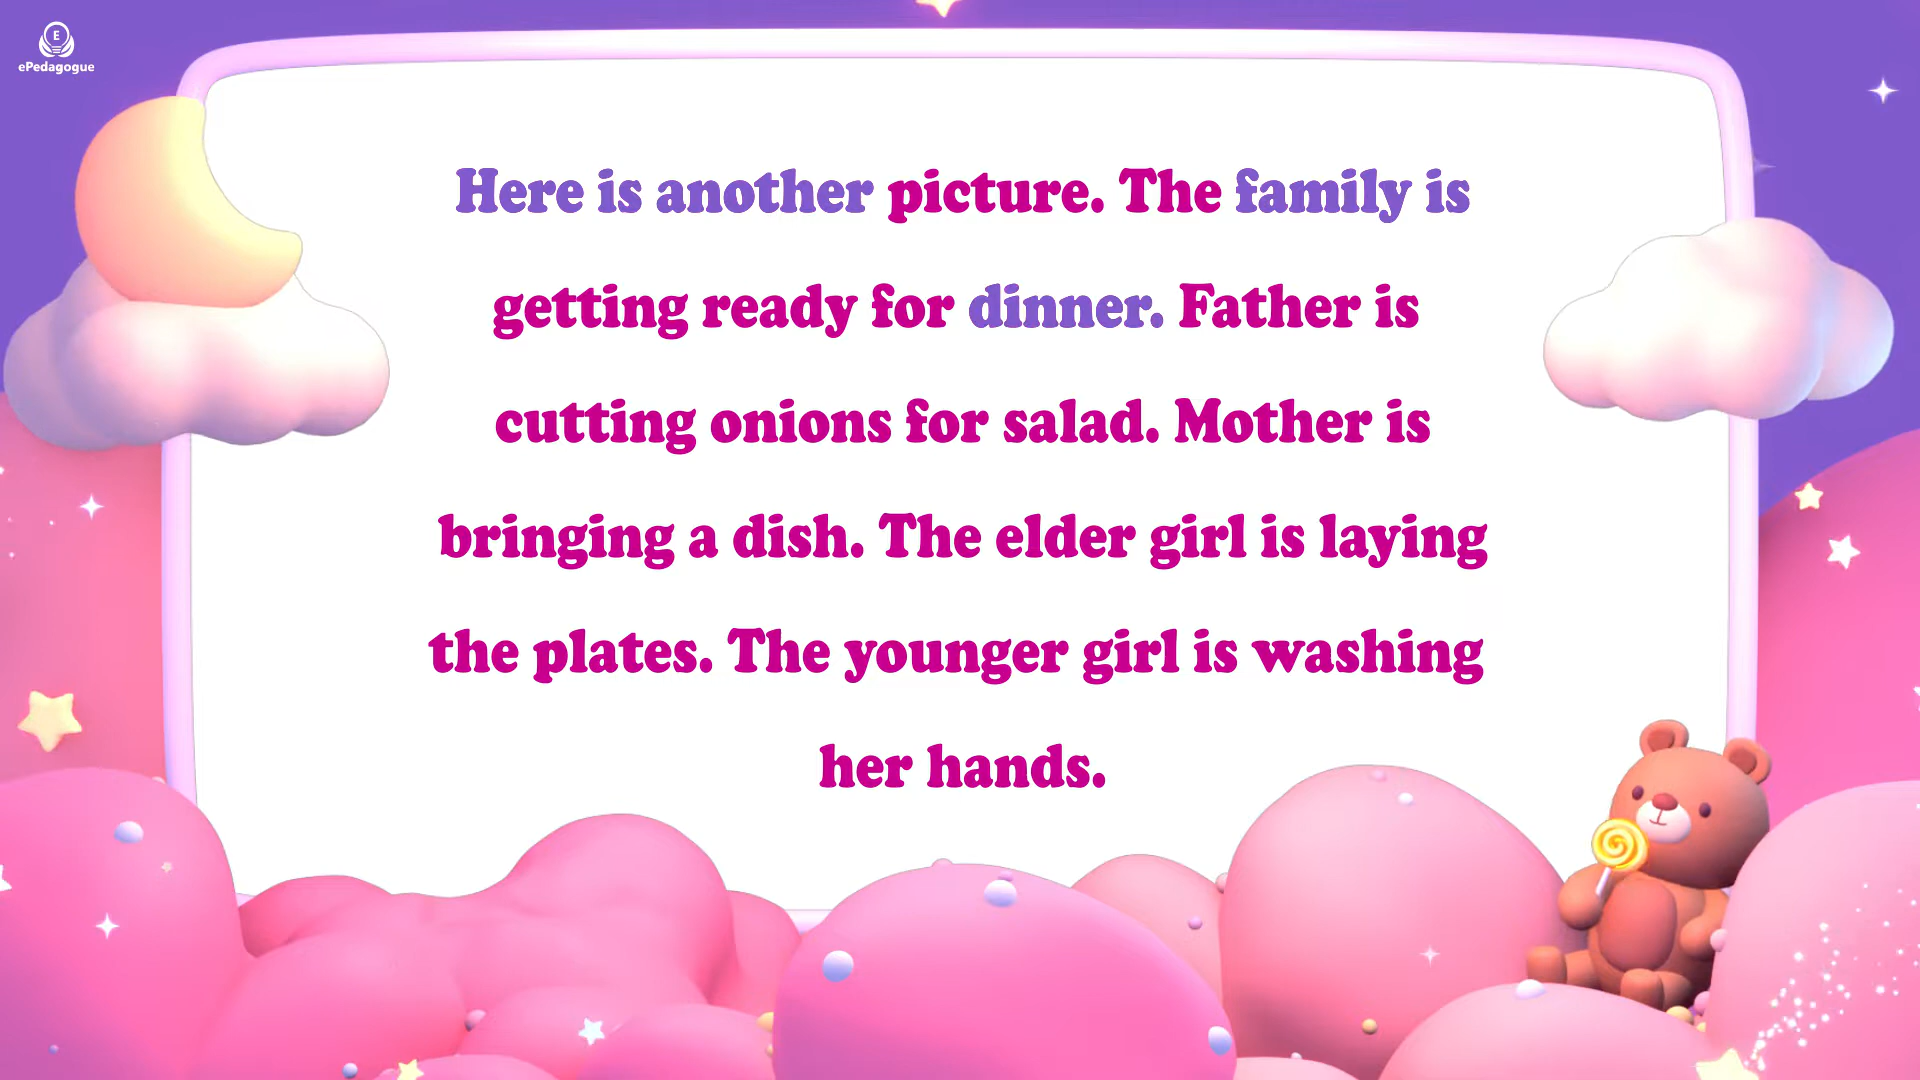 E
ePedagogue
Here is another picture. The family is
getting ready for dinner. Father is
cutting onions for salad. Mother is
bringing a dish. The elder girl is laying
the plates. The younger girl is washing
her hands.